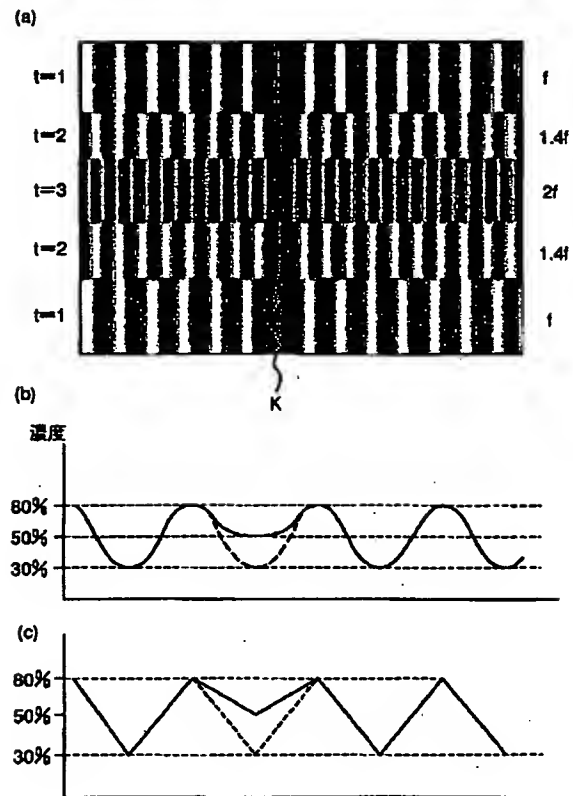 (a)
t=1 f
t=2 1.4f
t=3 2f
t=2 1.4f
t=1 f
K
(b)
濃度
80%
50%
30%
(c)
80%
50%
30%